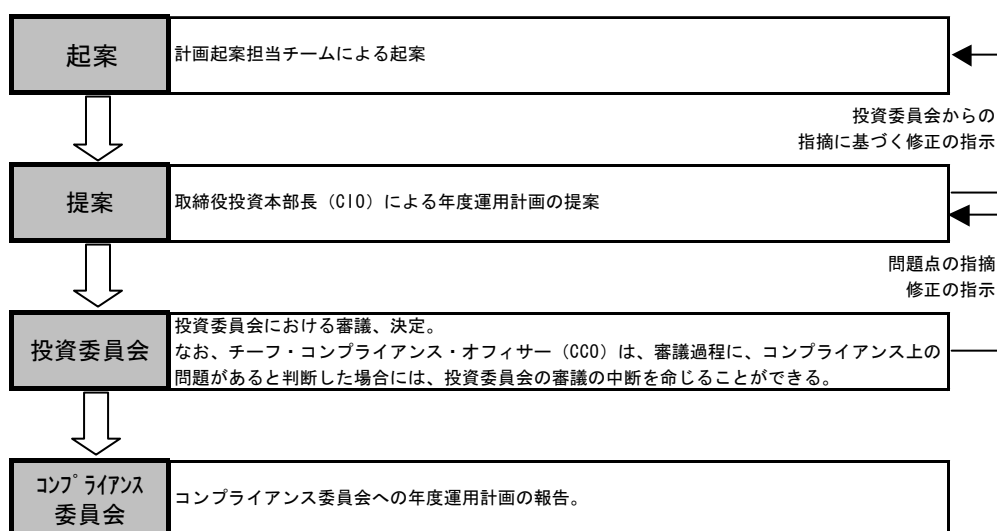 起案
計画起案担当チームによる起案
投資委員会からの
指摘に基づく修正の指示
提案
取締役投資本部長（CIO）による年度運用計画の提案
問題点の指摘
修正の指示
投資委員会
投資委員会における審議、決定。
なお、チーフ・コンプライアンス・オフィサー（CCO）は、審議過程に、コンプライアンス上の
問題があると判断した場合には、投資委員会の審議の中断を命じることができる。
ｺﾝﾌﾟﾗｲｱﾝｽ
委員会
コンプライアンス委員会への年度運用計画の報告。